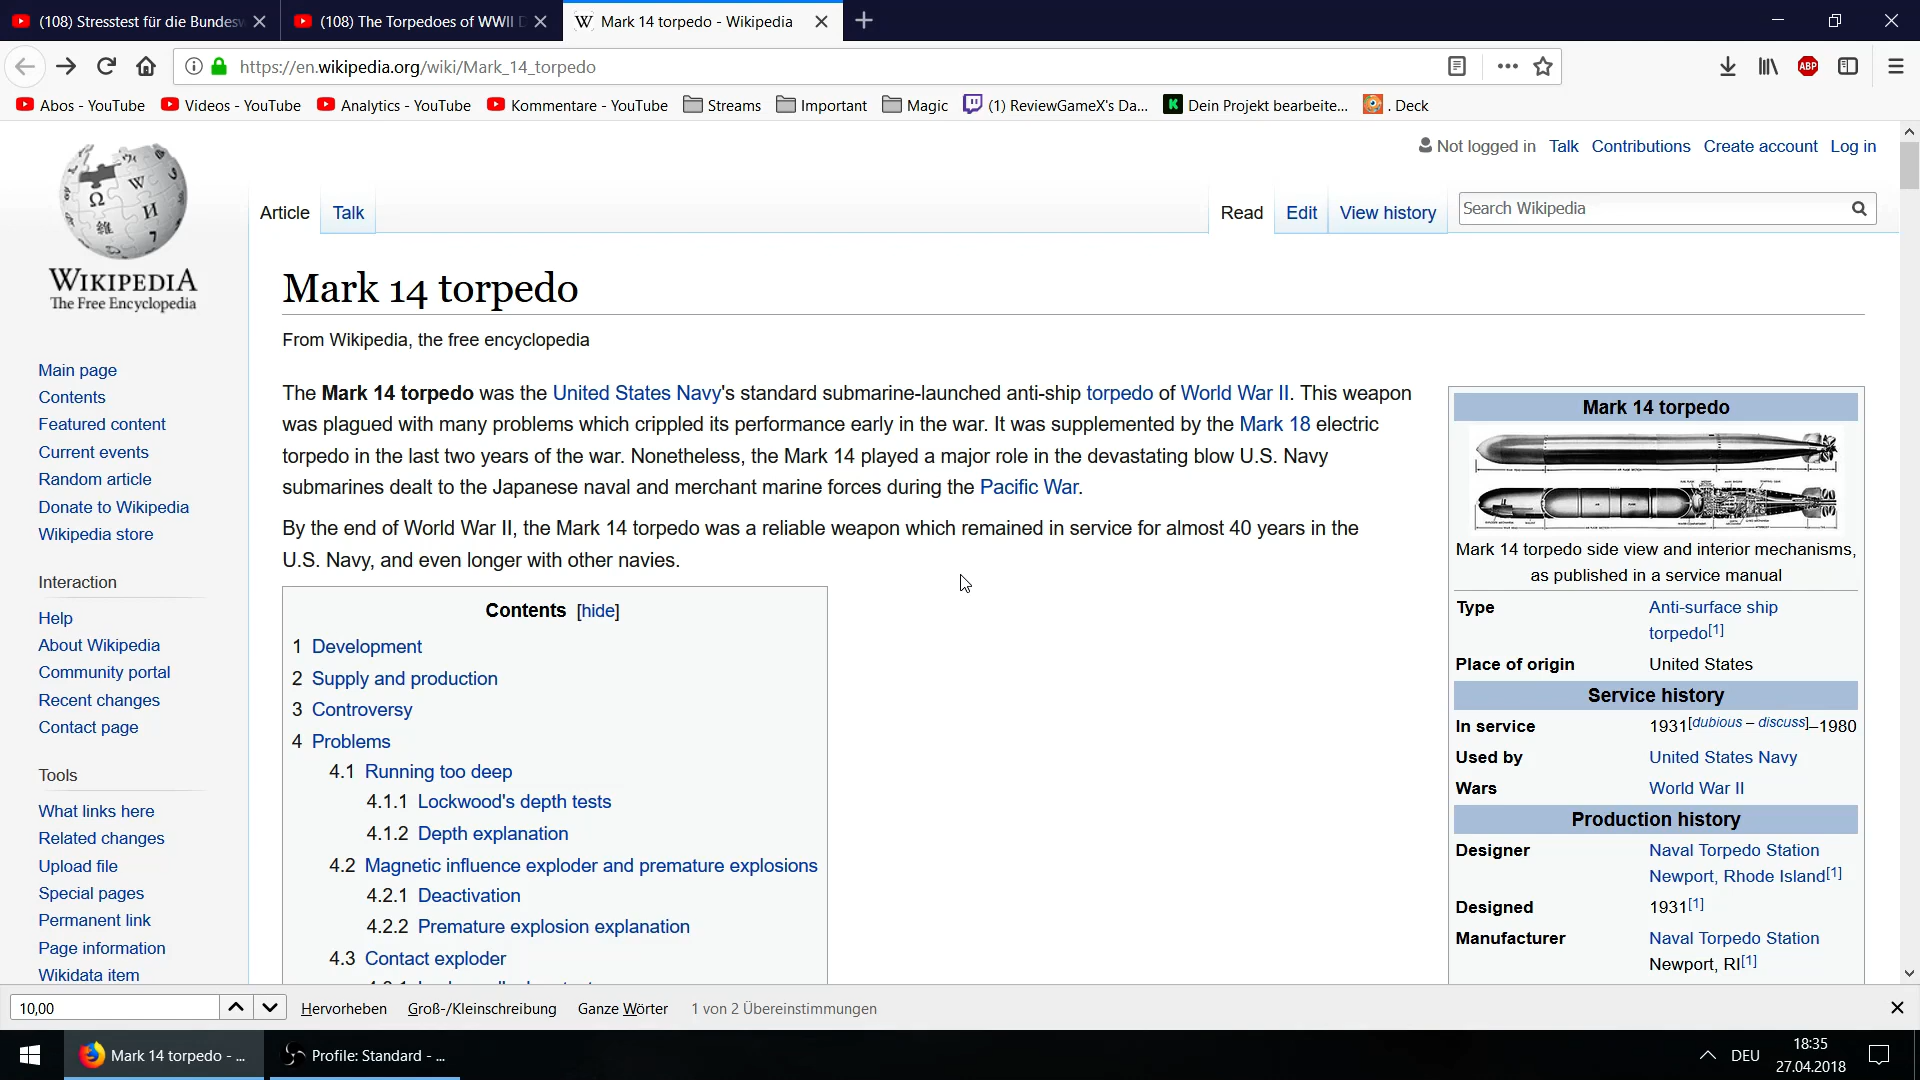 (108) Stresstest für die Bundesw
(108) The Torpedoes of WWII D
Mark 14 torpedo - Wikipedia
https://en.wikipedia.org/wiki/Mark_14_torpedo
ABP
Abos - YouTube
Videos - YouTube
Analytics - YouTube
Kommentare - YouTube
Streams
Important
Magic
(1) ReviewGameX's Da...
Dein Projekt bearbeite...
. Deck
Not logged in Talk Contributions Create account Log in
WIKIPEDIA
The Free Encyclopedia
Article Talk
Read Edit View history
Search Wikipedia
Main page
Contents
Featured content
Current events
Random article
Donate to Wikipedia
Wikipedia store
Interaction
Help
About Wikipedia
Community portal
Recent changes
Contact page
Tools
What links here
Related changes
Upload file
Special pages
Permanent link
Page information
Wikidata item
Mark 14 torpedo
From Wikipedia, the free encyclopedia
The Mark 14 torpedo was the United States Navy's standard submarine-launched anti-ship torpedo of World War II. This weapon
was plagued with many problems which crippled its performance early in the war. It was supplemented by the Mark 18 electric
torpedo in the last two years of the war. Nonetheless, the Mark 14 played a major role in the devastating blow U.S. Navy
submarines dealt to the Japanese naval and merchant marine forces during the Pacific War.
By the end of World War II, the Mark 14 torpedo was a reliable weapon which remained in service for almost 40 years in the
U.S. Navy, and even longer with other navies.
Contents [hide]
1 Development
2 Supply and production
3 Controversy
4 Problems
4.1 Running too deep
4.1.1 Lockwood's depth tests
4.1.2 Depth explanation
4.2 Magnetic influence exploder and premature explosions
4.2.1 Deactivation
4.2.2 Premature explosion explanation
4.3 Contact exploder
Mark 14 torpedo
Mark 14 torpedo side view and interior mechanisms,
as published in a service manual
Type Anti-surface ship
torpedo[1]
Place of origin United States
Service history
In service 1931[dubious – discuss]–1980
Used by United States Navy
Wars World War II
Production history
Designer Naval Torpedo Station
Newport, Rhode Island[1]
Designed 1931[1]
Manufacturer Naval Torpedo Station
Newport, RI[1]
10,00
Hervorheben Groß-/Kleinschreibung Ganze Wörter 1 von 2 Übereinstimmungen
Mark 14 torpedo - ...
Profile: Standard - ...
DEU
18:35
27.04.2018